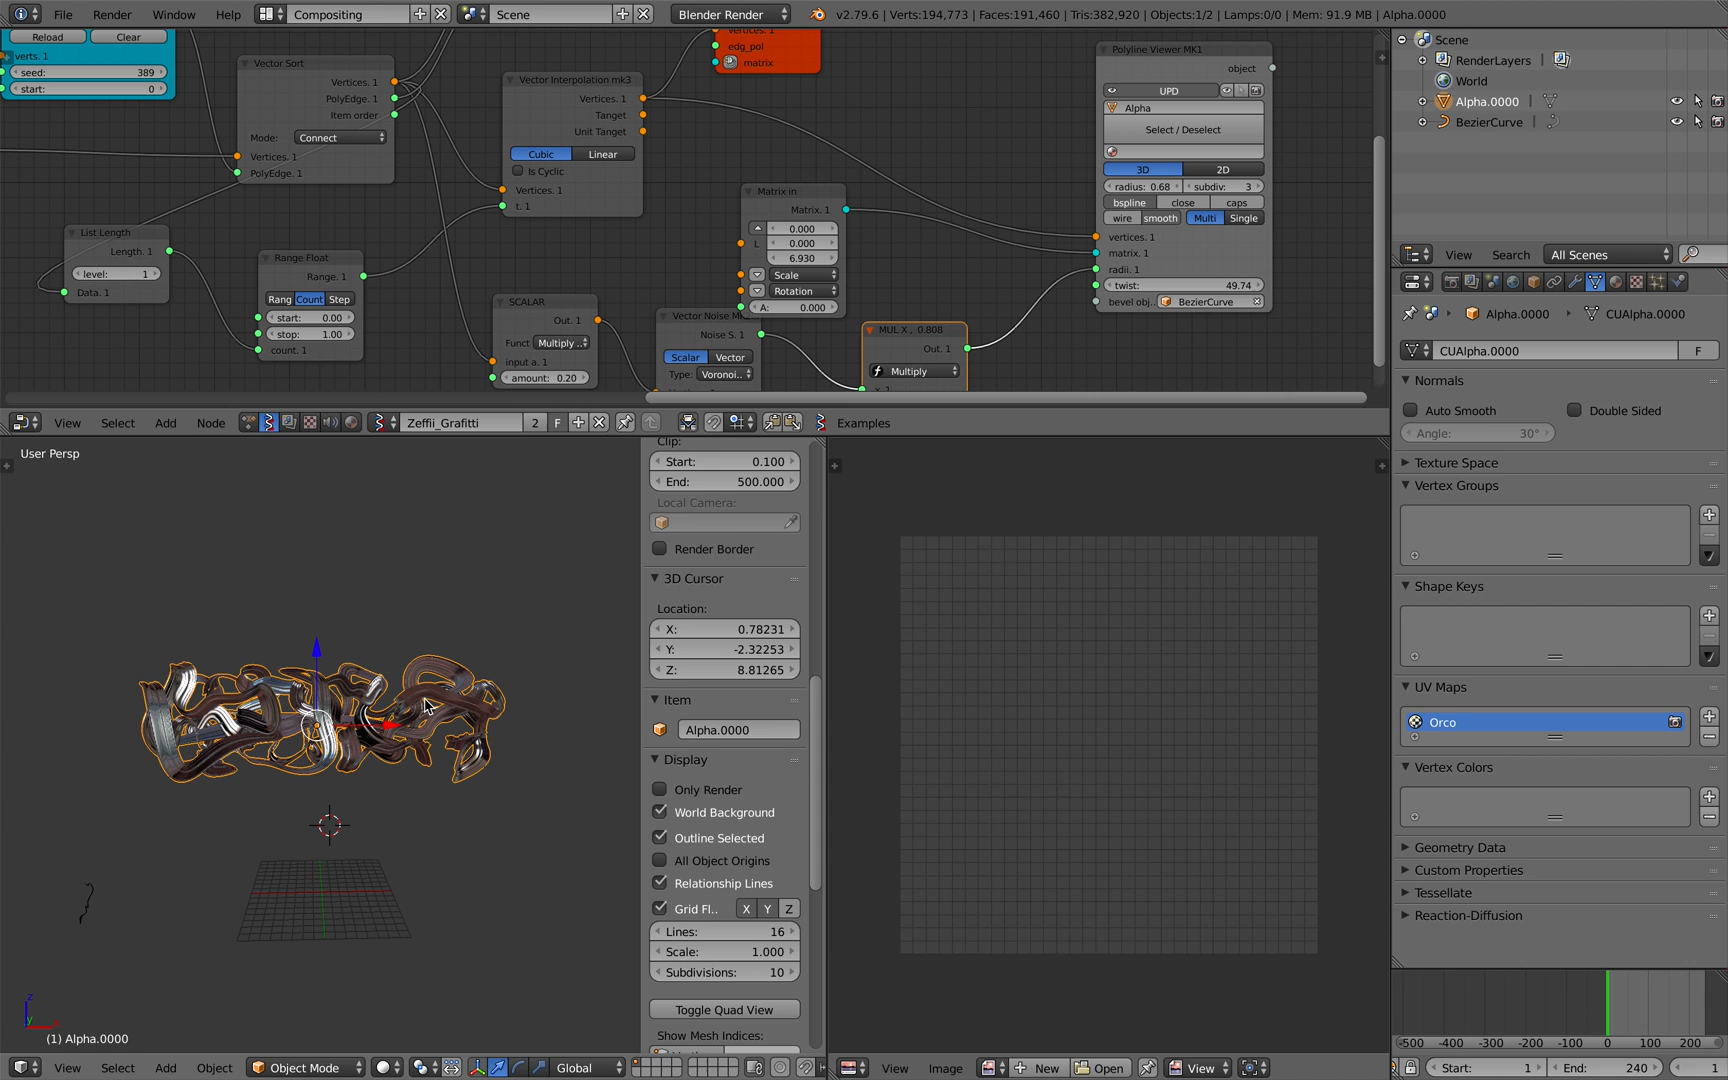 File Render Window Help Compositing Scene Blender Render v2.79.6 | Verts:194,773 | Faces:191,460 | Tris:382,920 | Objects:1/2 | Lamps:0/0 | Mem: 91.9 MB | Alpha.0000
Reload Clear
verts. 1
seed: 389
start: 0
Vector Sort
Vertices. 1
PolyEdge. 1
Item order
Mode: Connect
Vertices. 1
PolyEdge. 1
List Length
Length. 1
level: 1
Data. 1
Range Float
Range. 1
Rang Count Step
start: 0.00
stop: 1.00
count. 1
Vector Interpolation mk3
Vertices. 1
Tanget
Unit Tanget
Cubic Linear
Is Cyclic
Vertices. 1
t. 1
SCALAR
Out. 1
Funct Multiply ..
input a. 1
amount: 0.20
vertices. 1
edg_pol
matrix
Matrix in
Matrix. 1
0.000
L 0.000
6.930
Scale
Rotation
A: 0.000
Vector Noise M
Noise S. 1
Scalar Vector
Type: Voronoi..
MUL X , 0.808
Out. 1
Multiply
x. 1
Polyline Viewer MK1
object
UPD
Alpha
Select / Deselect
3D 2D
radius: 0.68 subdiv: 3
bspline close caps
wire smooth Multi Single
vertices. 1
matrix. 1
radii. 1
twist: 49.74
bevel obj.. BezierCurve
View Select Add Node Zeffii_Grafitti 2 F Examples
User Persp
(1) Alpha.0000
Clip:
Start: 0.100
End: 500.000
Local Camera:
Render Border
3D Cursor
Location:
X: 0.78231
Y: -2.32253
Z: 8.81265
Item
Alpha.0000
Display
Only Render
World Background
Outline Selected
All Object Origins
Relationship Lines
Grid Fl.. X Y Z
Lines: 16
Scale: 1.000
Subdivisions: 10
Toggle Quad View
Show Mesh Indices:
View Select Add Object Object Mode Global
View Image New Open View
Scene
RenderLayers
World
Alpha.0000
BezierCurve
View Search All Scenes
Alpha.0000 CUAlpha.0000
CUAlpha.0000 F
Normals
Auto Smooth Double Sided
Angle: 30°
Texture Space
Vertex Groups
Shape Keys
UV Maps
Orco
Vertex Colors
Geometry Data
Custom Properties
Tessellate
Reaction-Diffusion
-500 -400 -300 -200 -100 0 100 200
Start: 1 End: 240 1